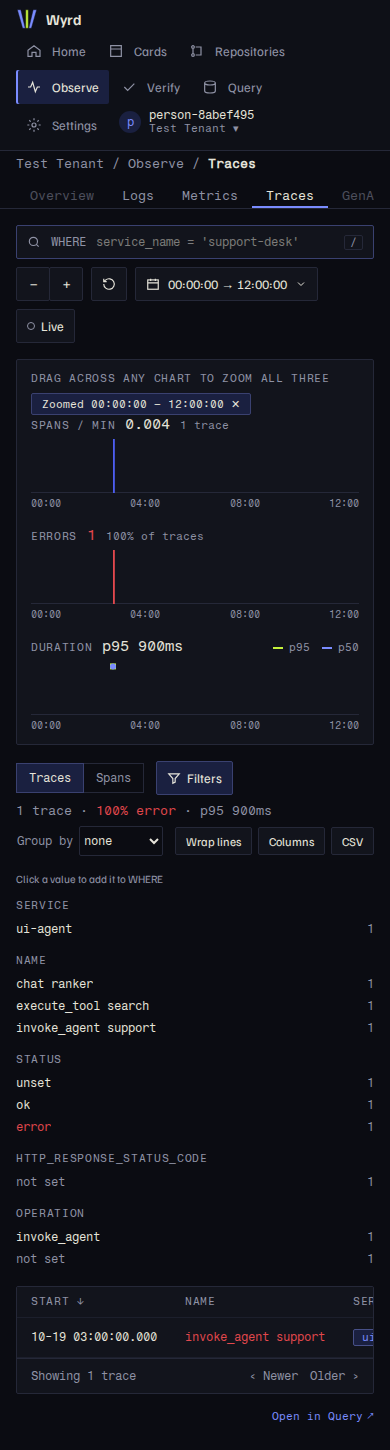 Wyrd
Home Cards Repositories
Observe Verify Query
Settings p person-8abef495
Test Tenant ▾
Test Tenant / Observe / Traces
Overview Logs Metrics Traces GenA
WHERE service_name = 'support-desk' /
− + 00:00:00 → 12:00:00
Live
DRAG ACROSS ANY CHART TO ZOOM ALL THREE
Zoomed 00:00:00 – 12:00:00 ✕
SPANS / MIN 0.004 1 trace
00:00 04:00 08:00 12:00
ERRORS 1 100% of traces
00:00 04:00 08:00 12:00
DURATION p95 900ms p95 p50
00:00 04:00 08:00 12:00
Traces Spans Filters
1 trace · 100% error · p95 900ms
Group by none Wrap lines Columns CSV
Click a value to add it to WHERE
SERVICE
ui-agent 1
NAME
chat ranker 1
execute_tool search 1
invoke_agent support 1
STATUS
unset 1
ok 1
error 1
HTTP_RESPONSE_STATUS_CODE
not set 1
OPERATION
invoke_agent 1
not set 1
START ↓ NAME SER
10-19 03:00:00.000 invoke_agent support ui
Showing 1 trace ‹ Newer Older ›
Open in Query ↗